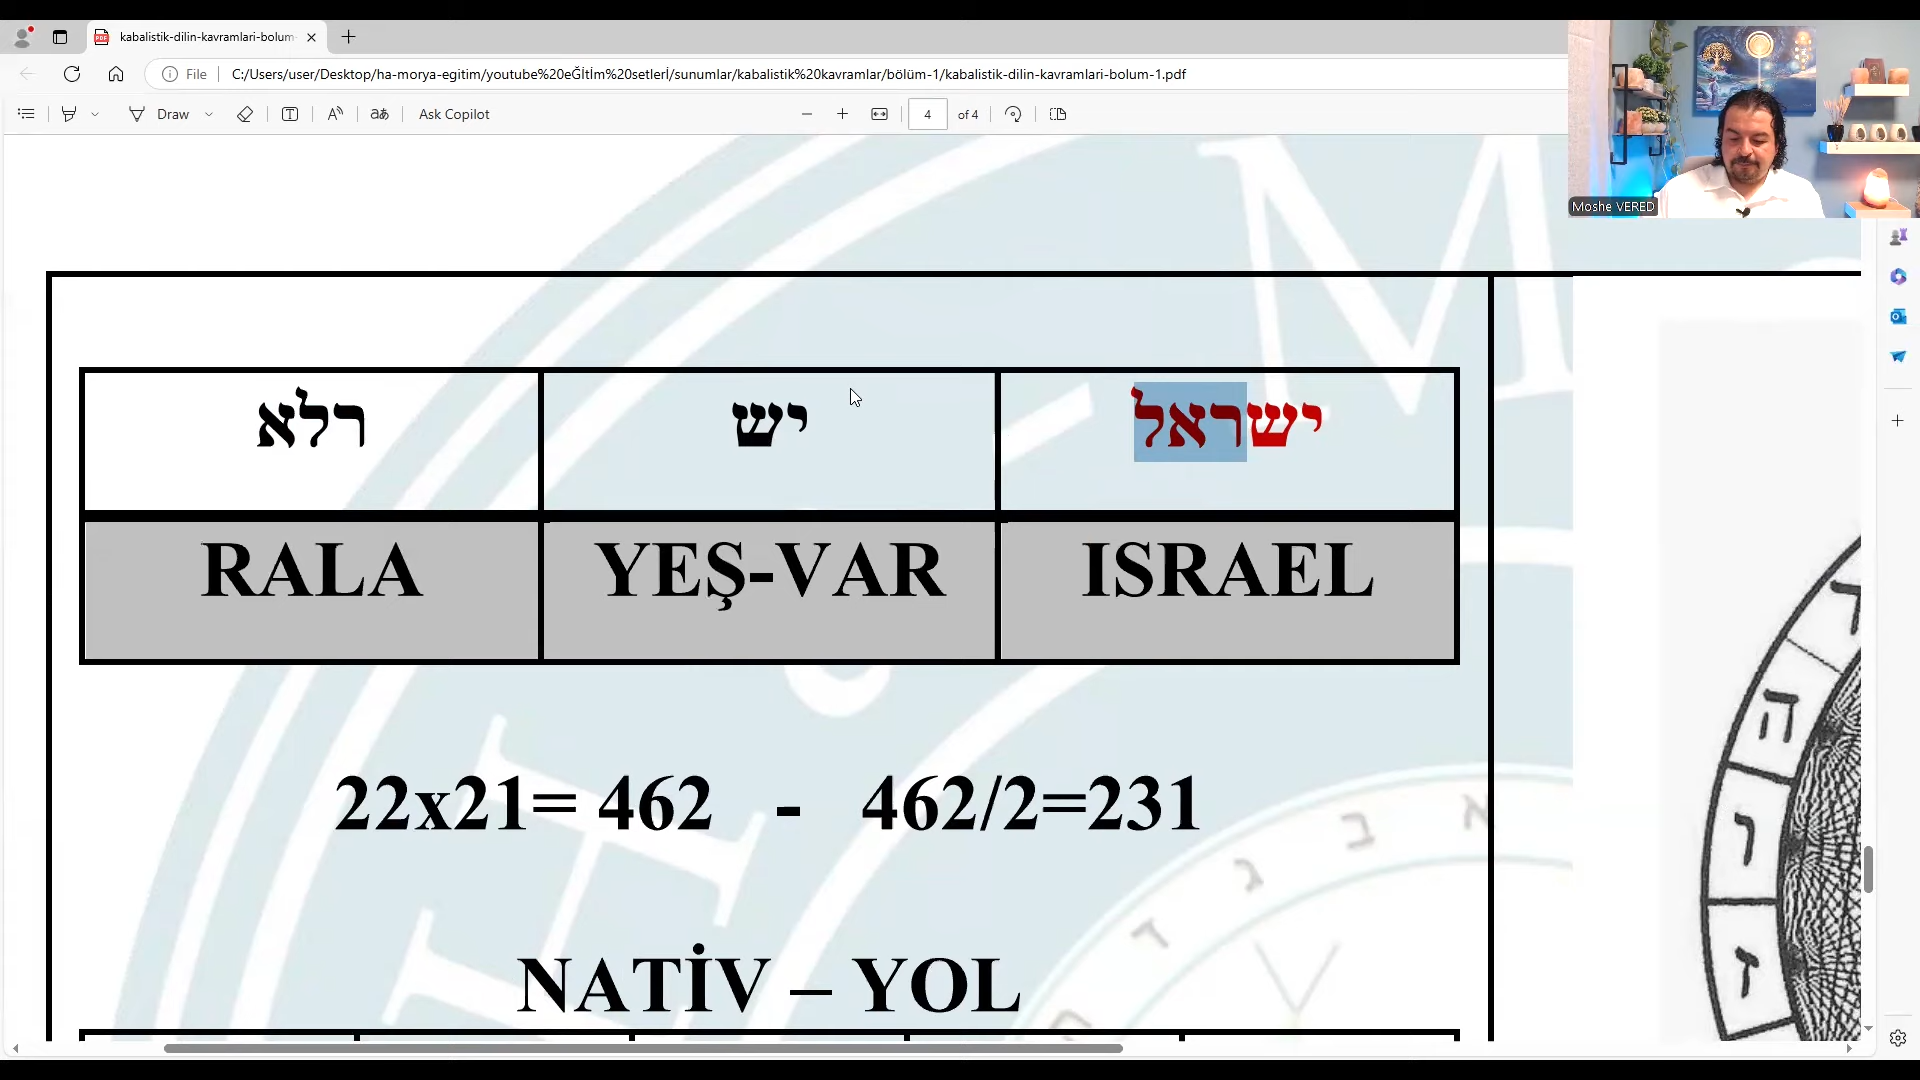 kabalistik-dilin-kavramlari-bolum-
File C:/Users/user/Desktop/ha-morya-egitim/youtube%20eĞİTİm%20setlerİ/sunumlar/kabalistik%20kavramlar/bölüm-1/kabalistik-dilin-kavramlari-bolum-1.pdf
Draw Ask Copilot 4 of 4
Moshe VERED
ישראל יש רלא
RALA YEŞ-VAR ISRAEL
22x21= 462 - 462/2=231
NATİV – YOL
א ב ג ד
ה
ו
ז